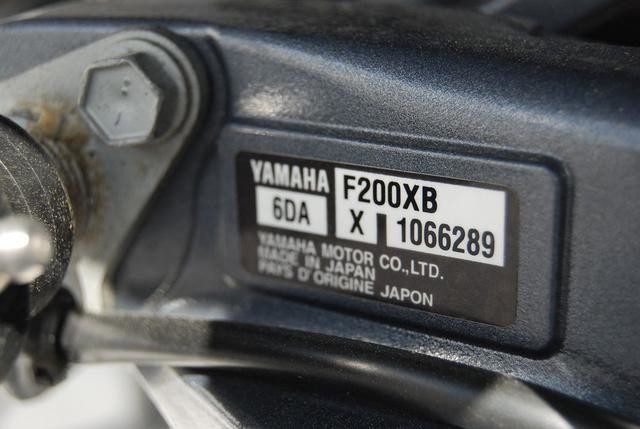 YAMAHA F200XB
6DA X 1066289
YAMAHA MOTOR CO.,LTD.
MADE IN JAPAN
PAYS D'ORIGINE JAPON